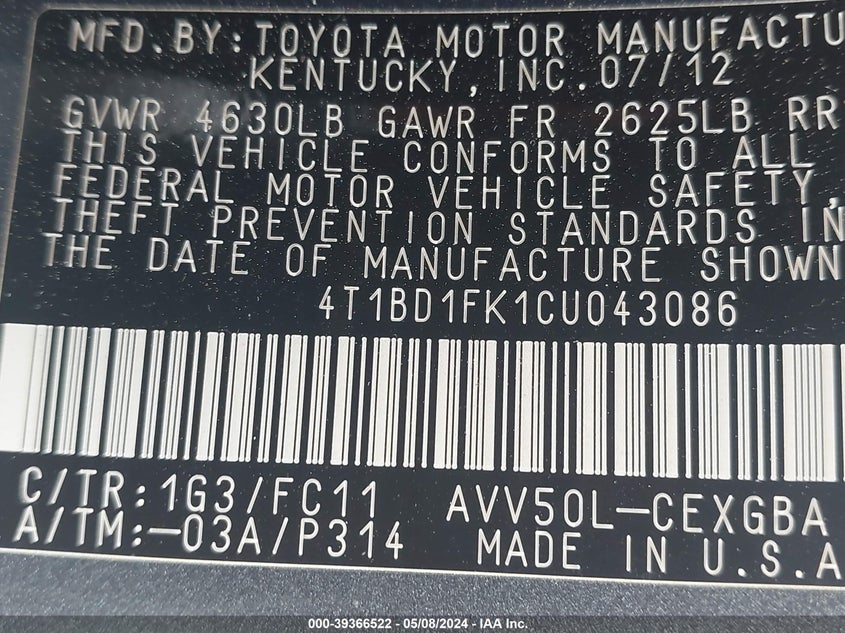 MFD.BY:TOYOTA MOTOR MANUFACTU
KENTUCKY, INC.07/12
GVWR 4630LB GAWR FR 2625LB RR
THIS VEHICLE CONFORMS TO ALL
FEDERAL MOTOR VEHICLE SAFETY,
THEFT PREVENTION STANDARDS IN
THE DATE OF MANUFACTURE SHOWN
4T1BD1FK1CU043086
C/TR:1G3/FC11 AVV50L-CEXGBA
A/TM:-03A/P314 MADE IN U.S.A
000-39366522 - 05/08/2024 - IAA Inc.